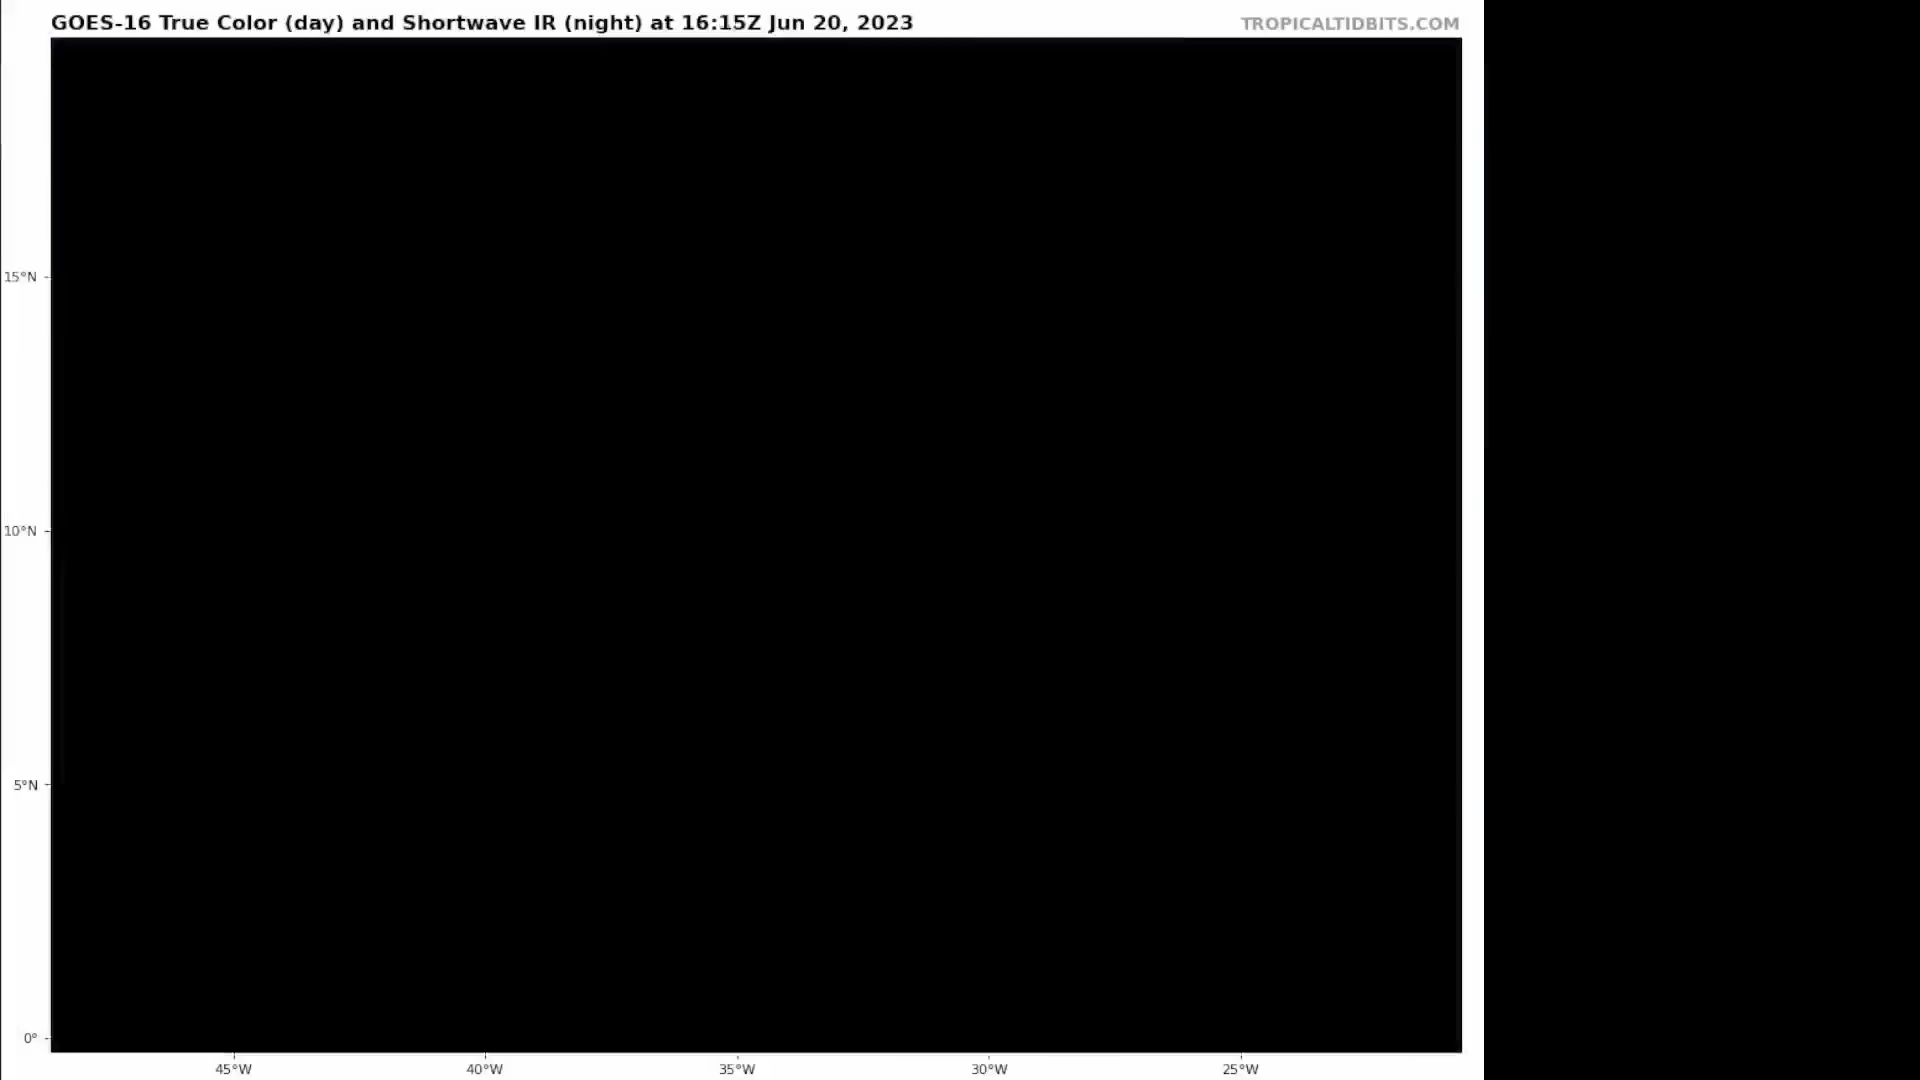 GOES-16 True Color (day) and Shortwave IR (night) at 16:15Z Jun 20, 2023
TROPICALTIDBITS.COM
15°N
10°N
5°N
0°
45°W
40°W
35°W
30°W
25°W